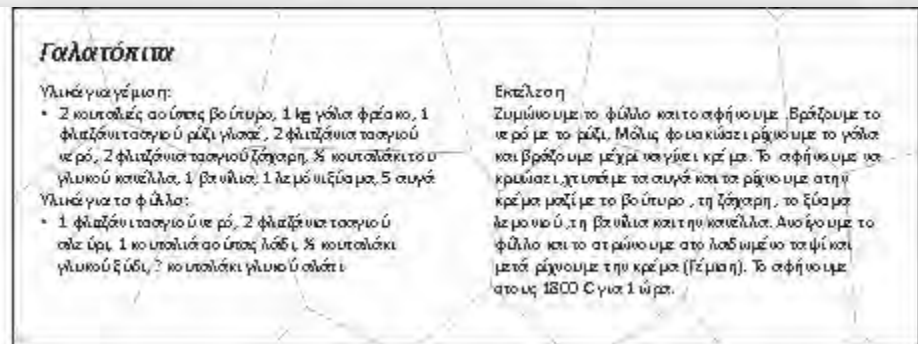 Γαλατόπιτα
Υλικά για γέμιση:
• 2 κουταλιές σούπας βούτυρο, 1 kg γάλα φρέσκο, 1
φλιτζάνι τσαγιού ρύζι γλασέ, 2 φλιτζάνια τσαγιού
νερό, 2 φλιτζάνια τσαγιού ζάχαρη, ½ κουταλάκι του
γλυκού κανέλλα, 1 βανίλια, 1 λεμόνι ξύσμα, 5 αυγά
Υλικά για το φύλλο:
• 1 φλιτζάνι τσαγιού νερό, 2 φλιτζάνια τσαγιού
αλεύρι, 1 κουταλιά σούπας λάδι, ½ κουταλάκι
γλυκού ξύδι, ? κουταλάκι γλυκού αλάτι
Εκτέλεση
Ζυμώνουμε το φύλλο και το αφήνουμε .Βράζουμε το
νερό με το ρύζι. Μόλις φουσκώσει ρίχνουμε το γάλα
και βράζουμε μέχρι να γίνει κρέμα. Το αφήνουμε να
κρυώσει ,χτυπάμε τα αυγά και τα ρίχνουμε στην
κρέμα μαζί με το βούτυρο , τη ζάχαρη, το ξύσμα
λεμονιού ,τη βανίλια και την κανέλλα. Ανοίγουμε το
φύλλο και το στρώνουμε στο λαδωμένο ταψί και
μετά ρίχνουμε την κρέμα (Γέμιση). Το αφήνουμε
στους 1800 C για 1 ώρα.